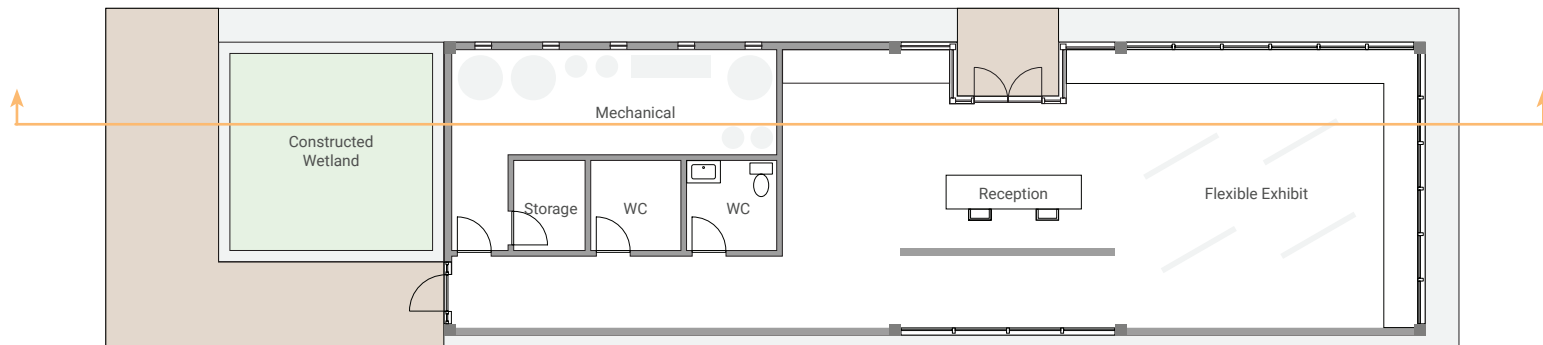 Mechanical
Constructed
Wetland
Storage
WC
WC
Reception
Flexible Exhibit